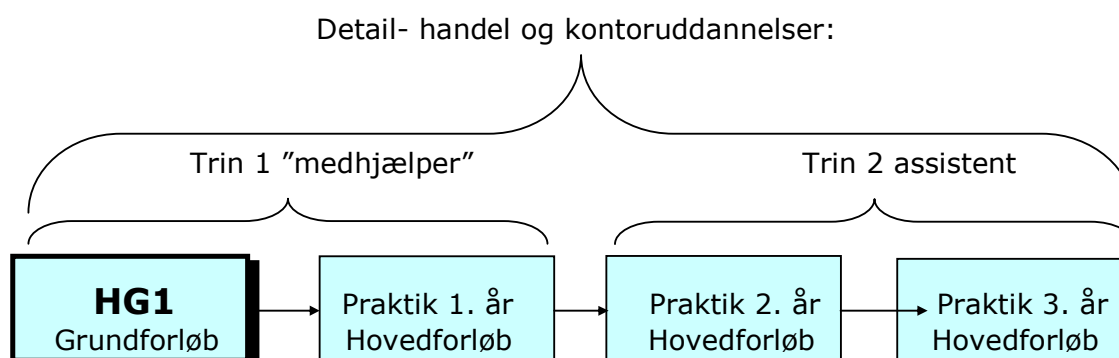 Detail- handel og kontoruddannelser:
Trin 1 ”medhjælper”
Trin 2 assistent
HG1
Grundforløb
Praktik 1. år
Hovedforløb
Praktik 2. år
Hovedforløb
Praktik 3. år
Hovedforløb